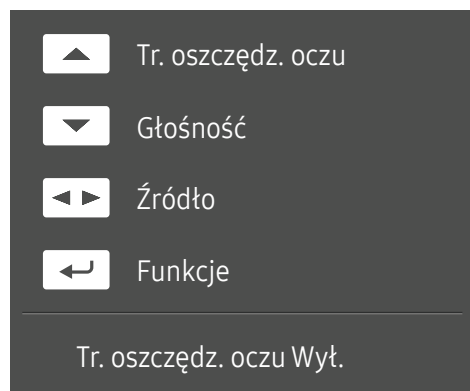 Tr. oszczędz. oczu
Głośność
Źródło
Funkcje
Tr. oszczędz. oczu Wył.